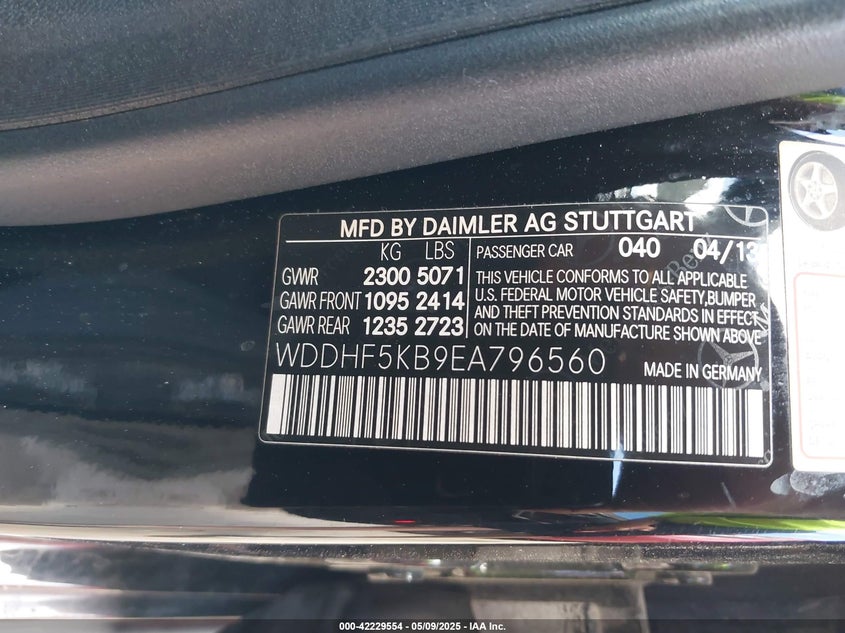 MFD BY DAIMLER AG STUTTGART
KG LBS
GVWR 2300 5071
GAWR FRONT 1095 2414
GAWR REAR 1235 2723
PASSENGER CAR 040 04/13
THIS VEHICLE CONFORMS TO ALL APPLICABLE
U.S. FEDERAL MOTOR VEHICLE SAFETY,BUMPER
AND THEFT PREVENTION STANDARDS IN EFFECT
ON THE DATE OF MANUFACTURE SHOWN ABOVE
WDDHF5KB9EA796560
MADE IN GERMANY
000-42229554 - 05/09/2025 - IAA Inc.